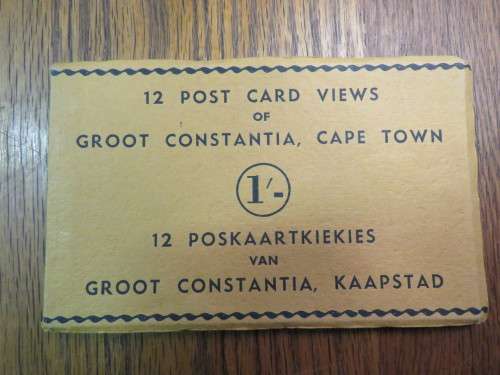 12 POST CARD VIEWS
OF
GROOT CONSTANTIA, CAPE TOWN
1/-
12 POSKAARTKIEKIES
VAN
GROOT CONSTANTIA, KAAPSTAD